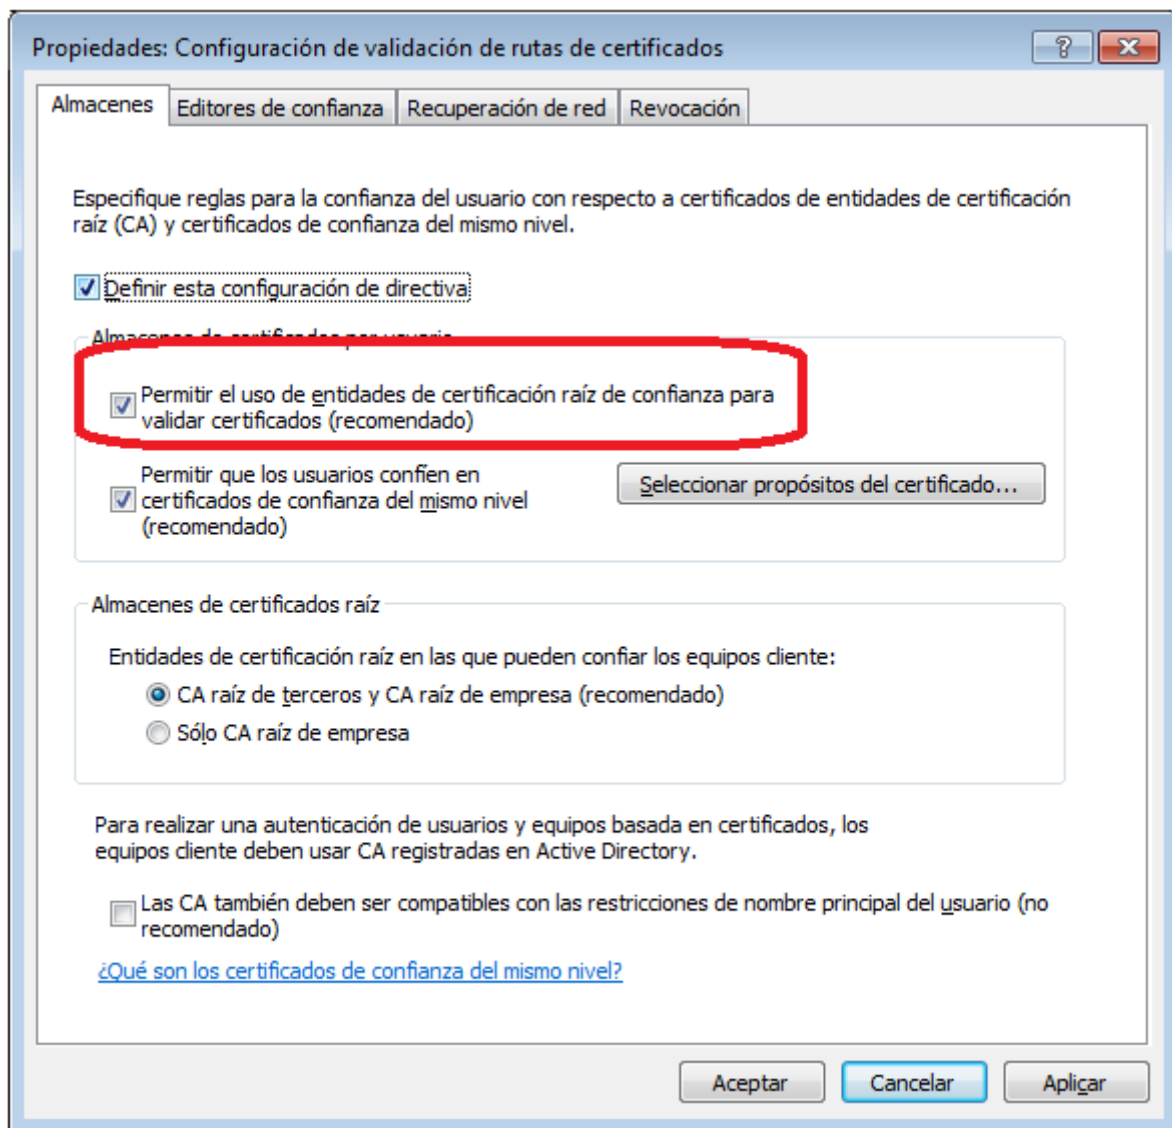 Propiedades: Configuración de validación de rutas de certificados
Almacenes
Editores de confianza
Recuperación de red
Revocación
Especifique reglas para la confianza del usuario con respecto a certificados de entidades de certificación
raíz (CA) y certificados de confianza del mismo nivel.
Definir esta configuración de directiva
Almacenes de certificados por usuario
Permitir el uso de entidades de certificación raíz de confianza para
validar certificados (recomendado)
Permitir que los usuarios confíen en
certificados de confianza del mismo nivel
(recomendado)
Seleccionar propósitos del certificado...
Almacenes de certificados raíz
Entidades de certificación raíz en las que pueden confiar los equipos cliente:
CA raíz de terceros y CA raíz de empresa (recomendado)
Sólo CA raíz de empresa
Para realizar una autenticación de usuarios y equipos basada en certificados, los
equipos cliente deben usar CA registradas en Active Directory.
Las CA también deben ser compatibles con las restricciones de nombre principal del usuario (no
recomendado)
¿Qué son los certificados de confianza del mismo nivel?
Aceptar
Cancelar
Aplicar